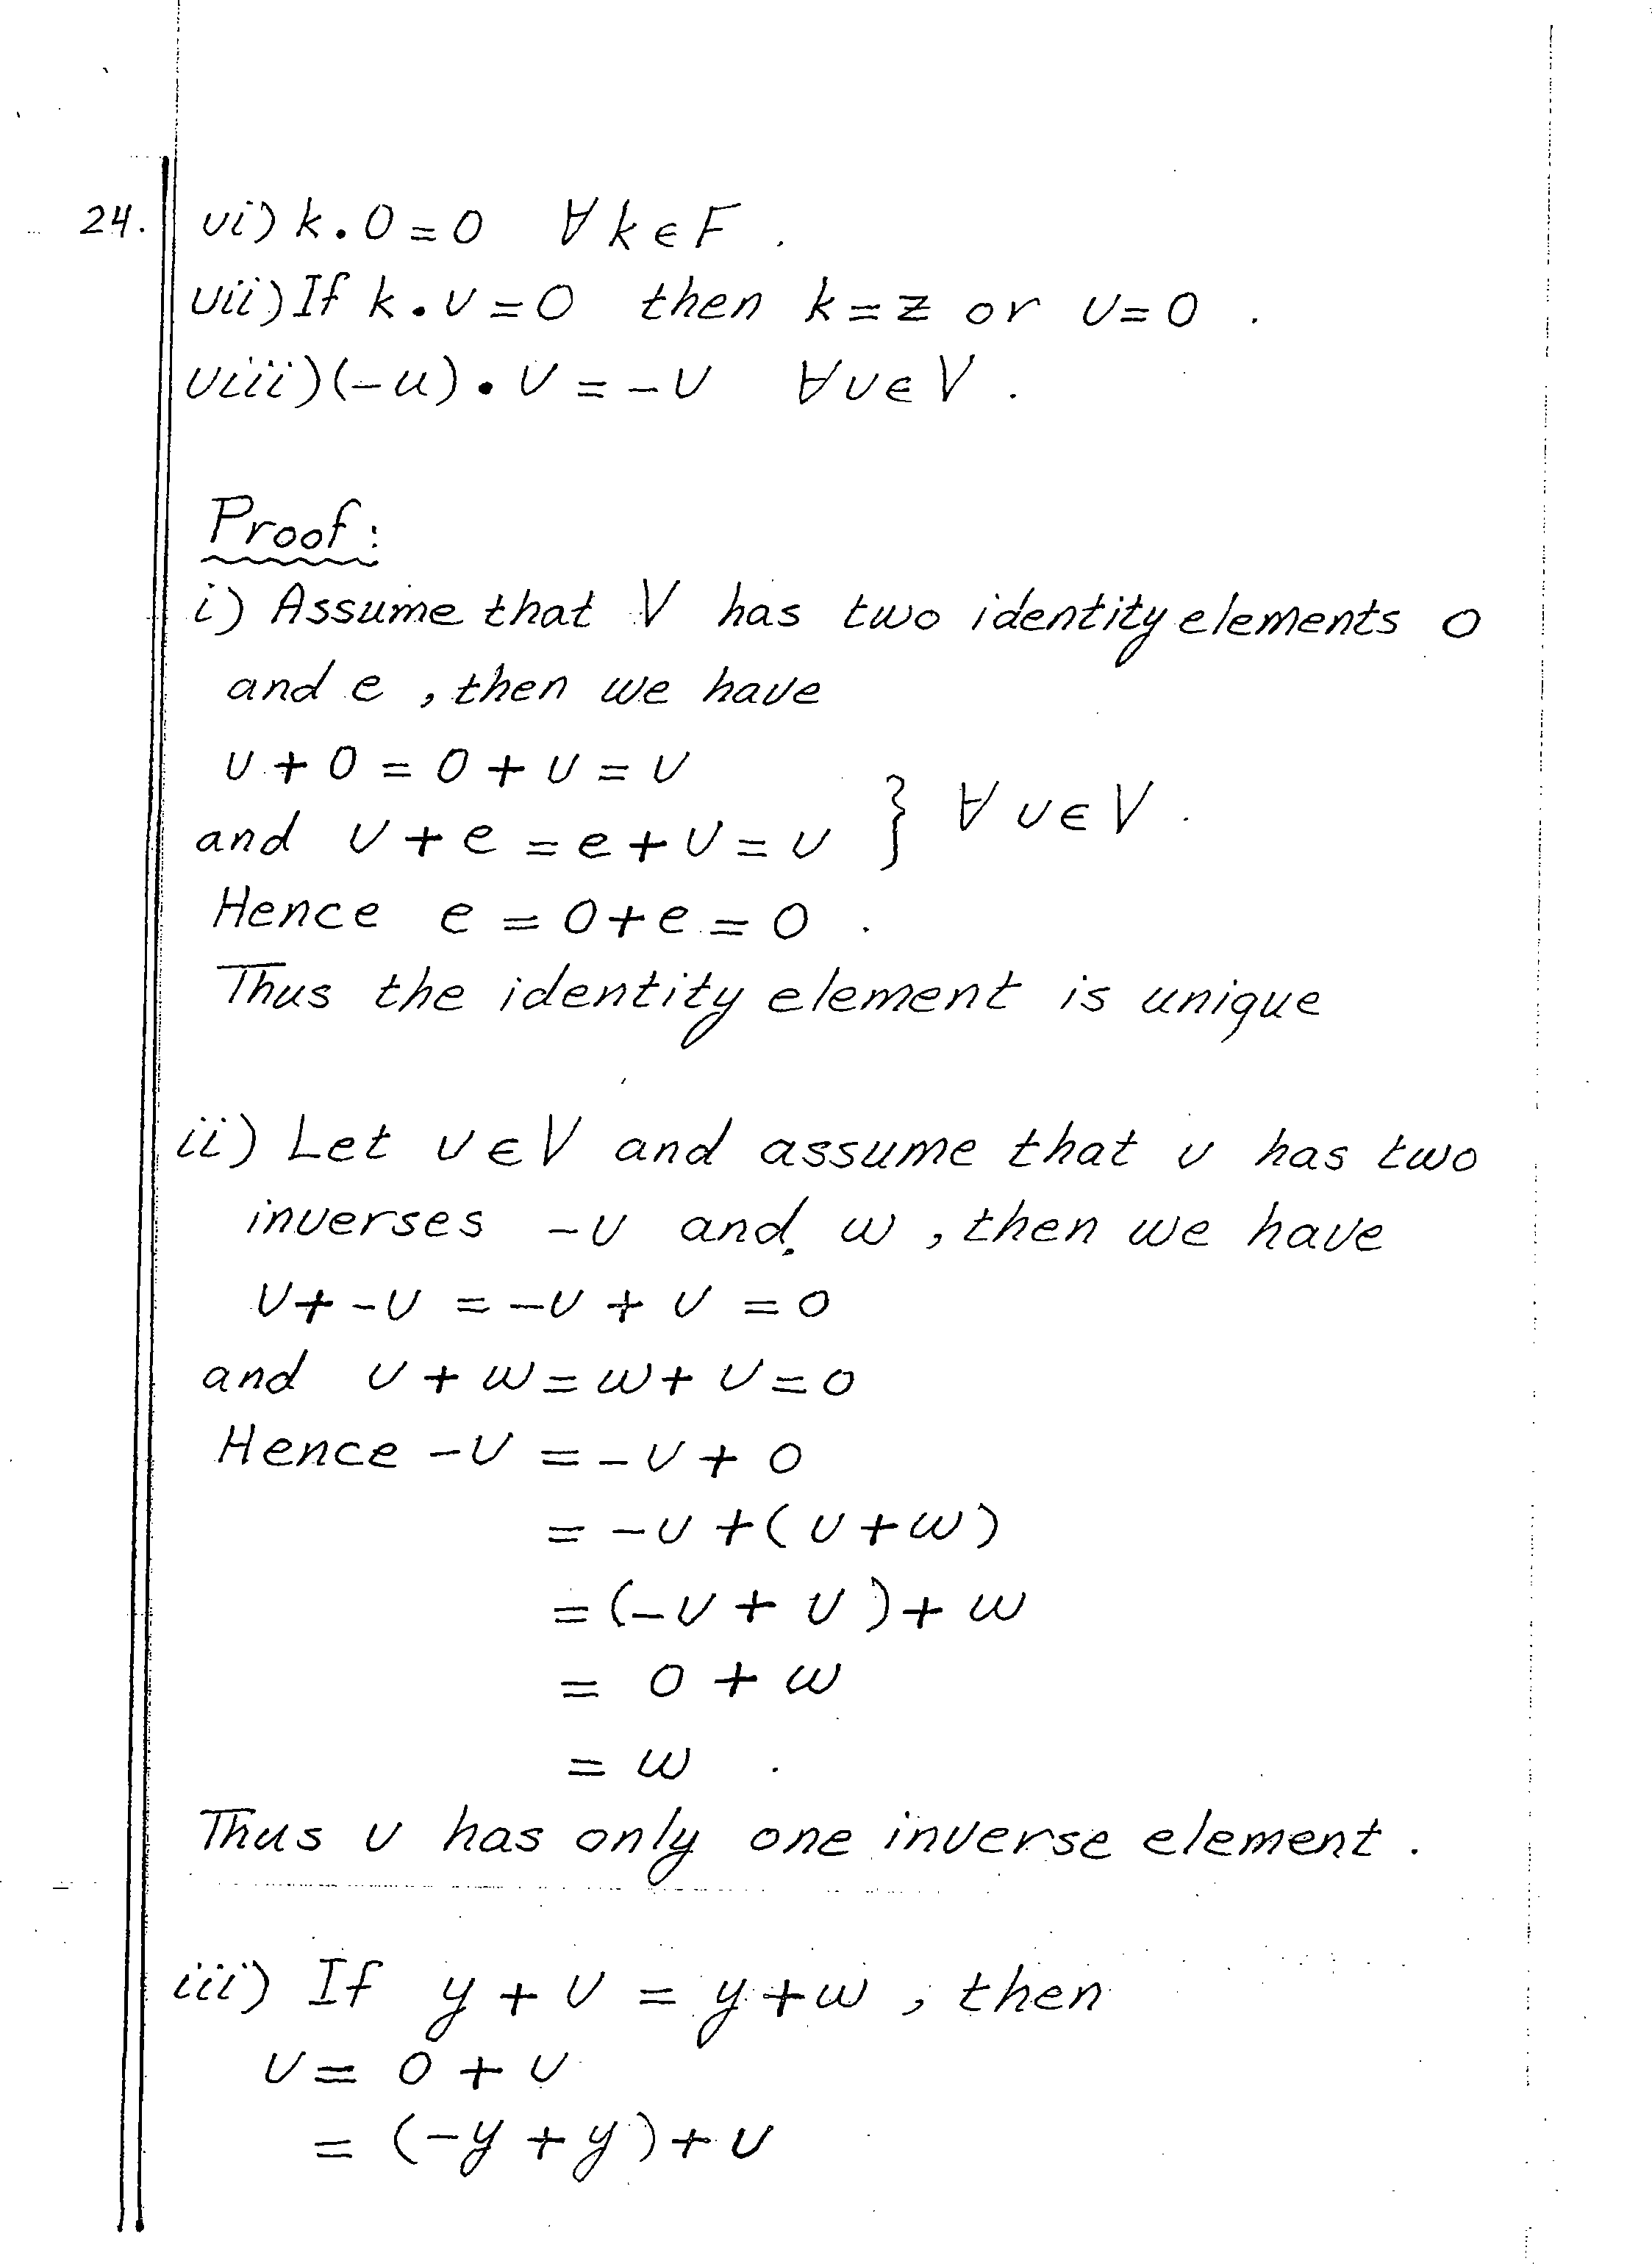 24. vi) k . 0 = 0 ∀ k ∈ F .
vii) If k . v = 0 then k = z or v = 0 .
viii) (-u) . v = -v ∀ v ∈ V .
Proof :
i) Assume that V has two identity elements 0
and e , then we have
v + 0 = 0 + v = v
and v + e = e + v = v } ∀ v ∈ V .
Hence e = 0 + e = 0 .
Thus the identity element is unique
ii) Let v ∈ V and assume that v has two
inverses -v and w , then we have
v + -v = -v + v = 0
and v + w = w + v = 0
Hence -v = -v + 0
= -v + (v + w)
= (-v + v) + w
= 0 + w
= w .
Thus v has only one inverse element .
iii) If y + v = y + w , then
v = 0 + v
= (-y + y) + v